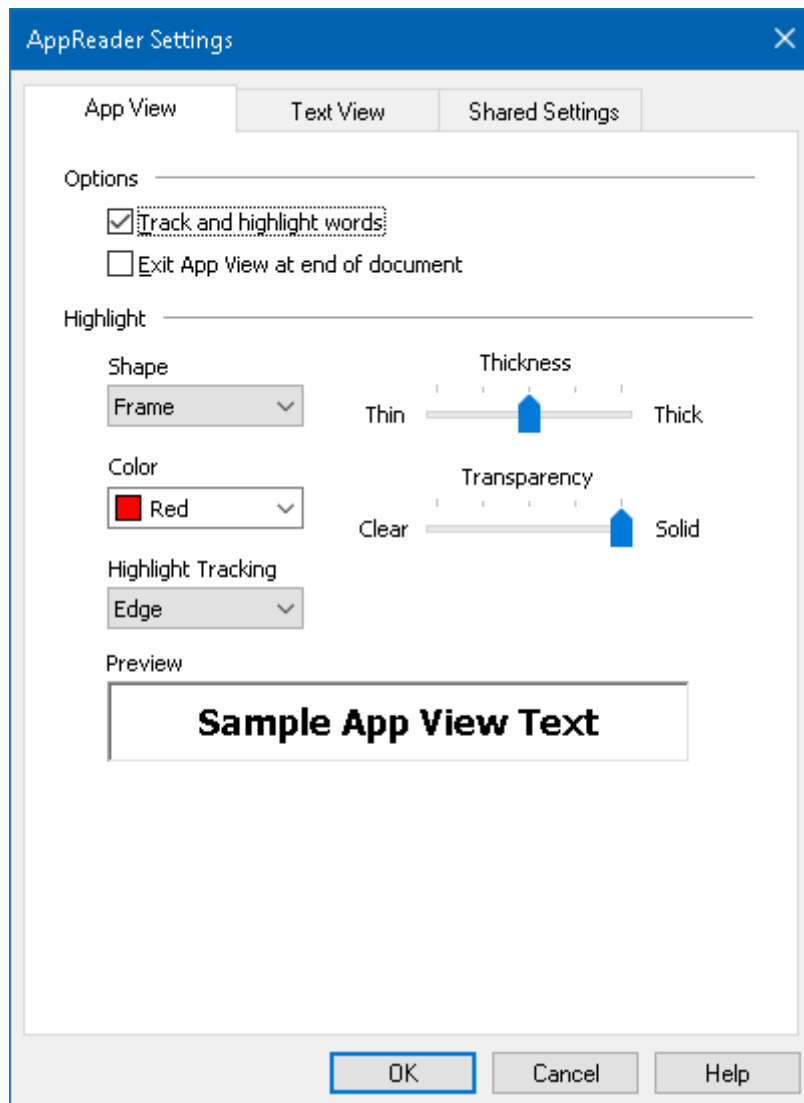 AppReader Settings
App View Text View Shared Settings
Options
Track and highlight words
Exit App View at end of document
Highlight
Shape
Frame
Thickness
Thin Thick
Color
Red
Transparency
Clear Solid
Highlight Tracking
Edge
Preview
Sample App View Text
OK Cancel Help